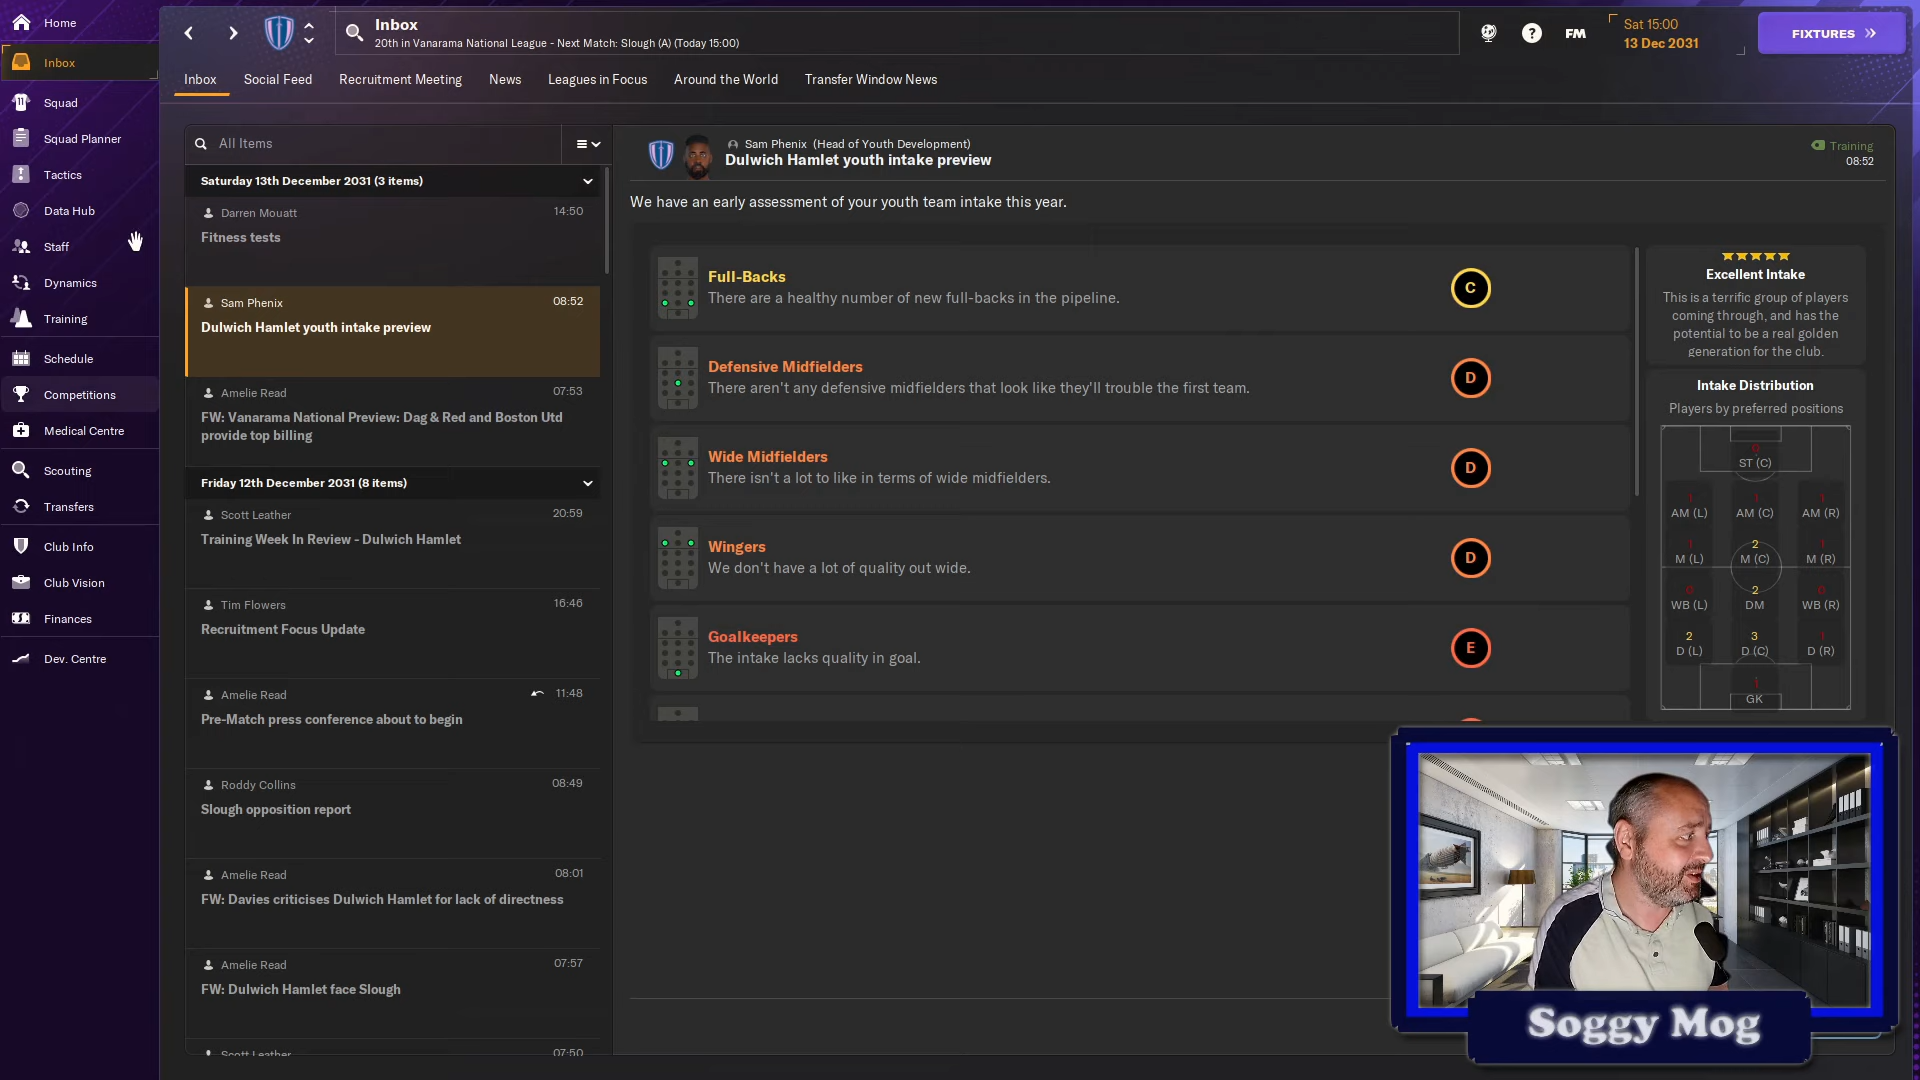 Home
Inbox
Squad
Squad Planner
Tactics
Data Hub
Staff
Dynamics
Training
Schedule
Competitions
Medical Centre
Scouting
Transfers
Club Info
Club Vision
Finances
Dev. Centre
Inbox
20th in Vanarama National League - Next Match: Slough (A) (Today 15:00)
FM
Sat 15:00
13 Dec 2031
FIXTURES
Inbox
Social Feed
Recruitment Meeting
News
Leagues in Focus
Around the World
Transfer Window News
All Items
Saturday 13th December 2031 (3 items)
Darren Mouatt 14:50
Fitness tests
Sam Phenix 08:52
Dulwich Hamlet youth intake preview
Amelie Read 07:53
FW: Vanarama National Preview: Dag & Red and Boston Utd
provide top billing
Friday 12th December 2031 (8 items)
Scott Leather 20:59
Training Week In Review - Dulwich Hamlet
Tim Flowers 16:46
Recruitment Focus Update
Amelie Read 11:48
Pre-Match press conference about to begin
Roddy Collins 08:49
Slough opposition report
Amelie Read 08:01
FW: Davies criticises Dulwich Hamlet for lack of directness
Amelie Read 07:57
FW: Dulwich Hamlet face Slough
Scott Leather 07:50
Sam Phenix (Head of Youth Development)
Dulwich Hamlet youth intake preview
Training
08:52
We have an early assessment of your youth team intake this year.
Full-Backs
There are a healthy number of new full-backs in the pipeline.
C
Defensive Midfielders
There aren't any defensive midfielders that look like they'll trouble the first team.
D
Wide Midfielders
There isn't a lot to like in terms of wide midfielders.
D
Wingers
We don't have a lot of quality out wide.
D
Goalkeepers
The intake lacks quality in goal.
E
Excellent Intake
This is a terrific group of players
coming through, and has the
potential to be a real golden
generation for the club.
Intake Distribution
Players by preferred positions
0
ST (C)
1 1 1
AM (L) AM (C) AM (R)
1 2 1
M (L) M (C) M (R)
0 2 0
WB (L) DM WB (R)
2 3 1
D (L) D (C) D (R)
1
GK
Soggy Mog